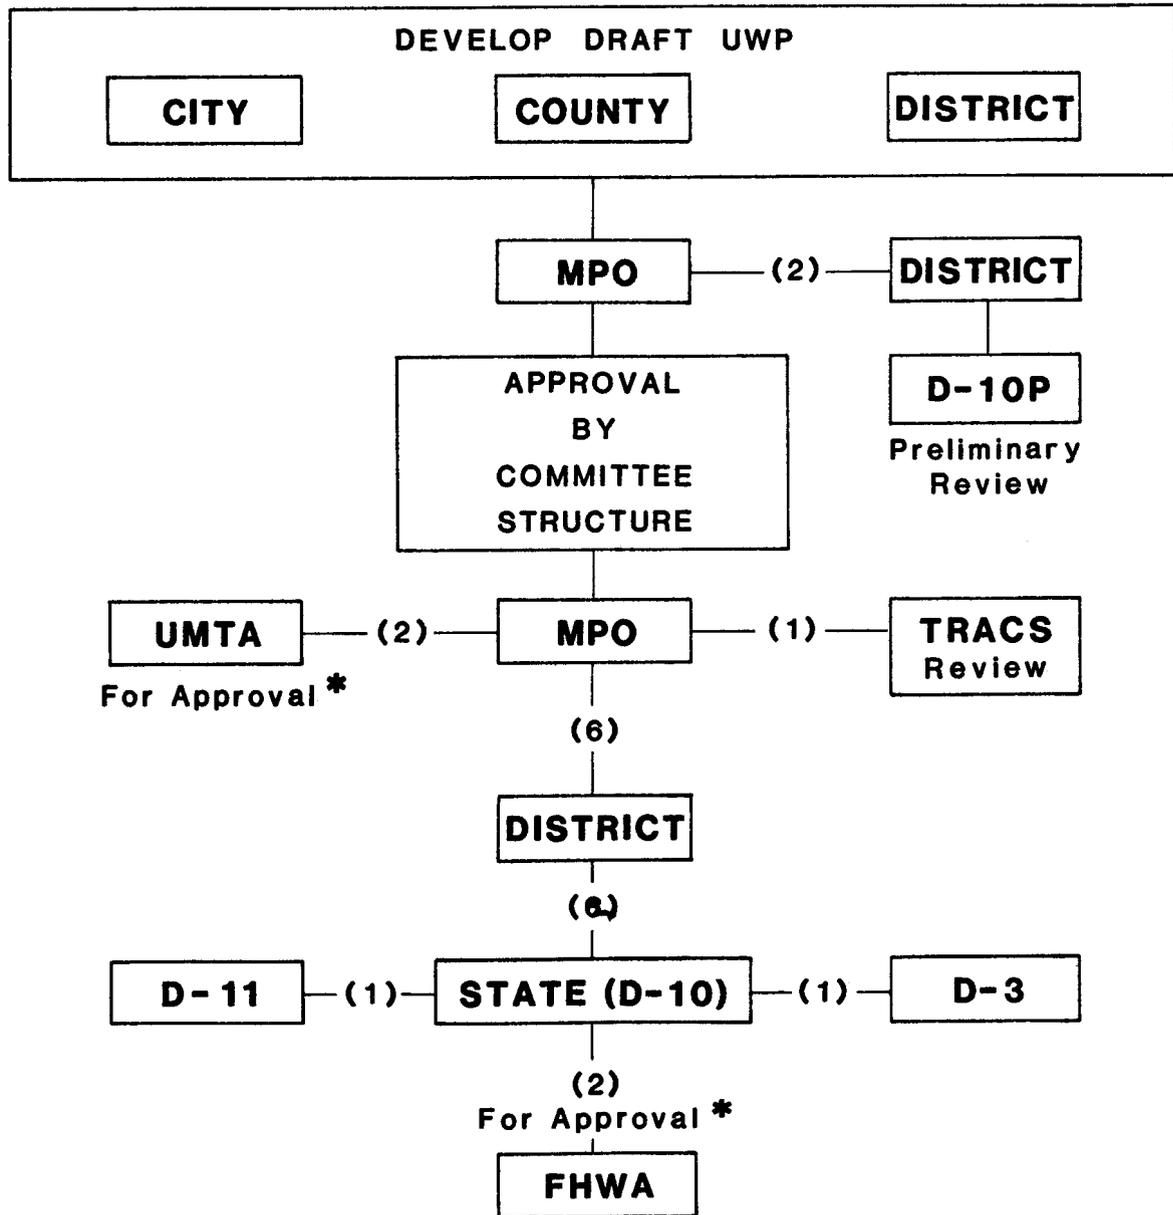 DEVELOP DRAFT UWP
CITY
COUNTY
DISTRICT
MPO
(2)
DISTRICT
APPROVAL
BY
COMMITTEE
STRUCTURE
D-10P
Preliminary
Review
UMTA
(2)
MPO
(1)
TRACS
Review
For Approval*
(6)
DISTRICT
D-11
(1)
STATE (D-10)
(1)
D-3
(2)
For Approval*
FHWA